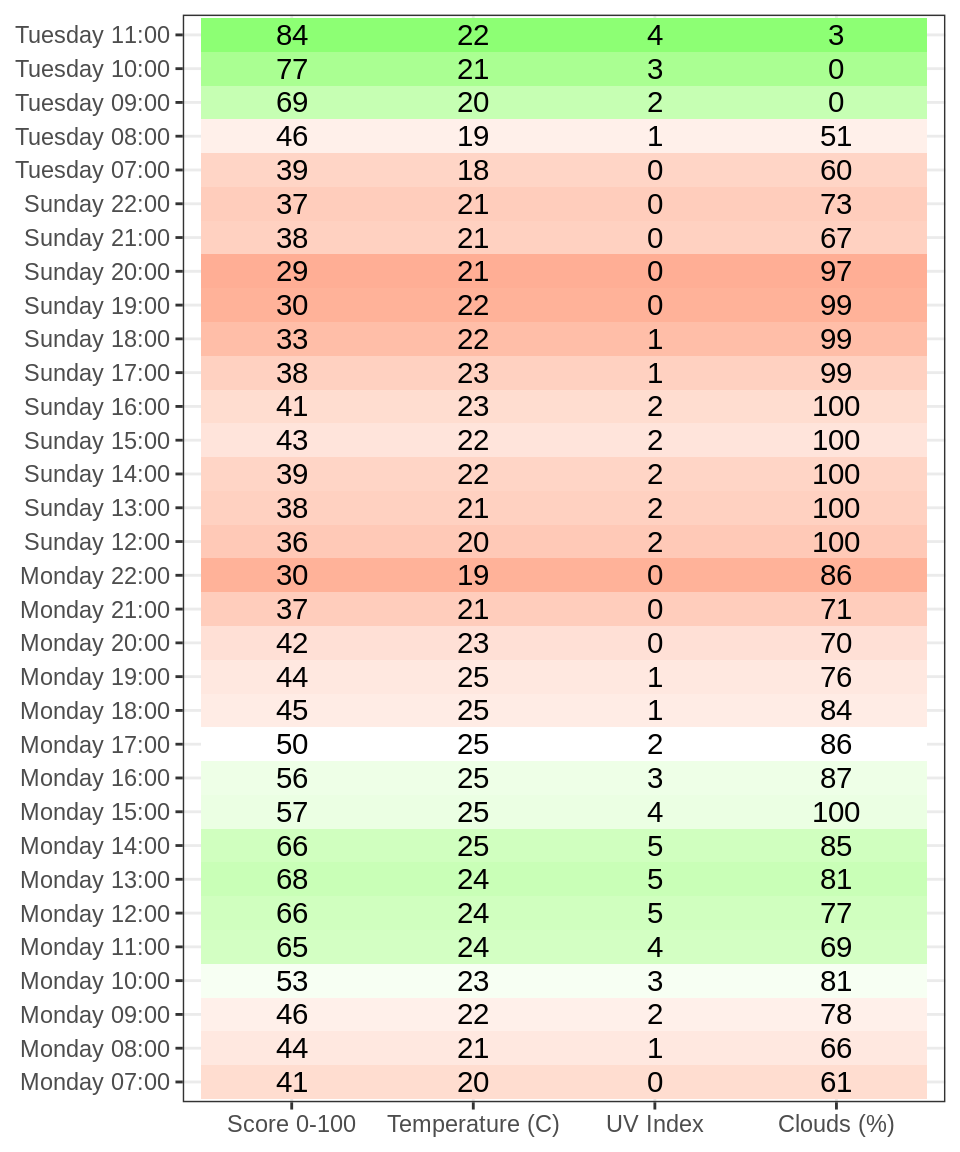 Tuesday 11:00 84 22 4 3
Tuesday 10:00 77 21 3 0
Tuesday 09:00 69 20 2 0
Tuesday 08:00 46 19 1 51
Tuesday 07:00 39 18 0 60
Sunday 22:00 37 21 0 73
Sunday 21:00 38 21 0 67
Sunday 20:00 29 21 0 97
Sunday 19:00 30 22 0 99
Sunday 18:00 33 22 1 99
Sunday 17:00 38 23 1 99
Sunday 16:00 41 23 2 100
Sunday 15:00 43 22 2 100
Sunday 14:00 39 22 2 100
Sunday 13:00 38 21 2 100
Sunday 12:00 36 20 2 100
Monday 22:00 30 19 0 86
Monday 21:00 37 21 0 71
Monday 20:00 42 23 0 70
Monday 19:00 44 25 1 76
Monday 18:00 45 25 1 84
Monday 17:00 50 25 2 86
Monday 16:00 56 25 3 87
Monday 15:00 57 25 4 100
Monday 14:00 66 25 5 85
Monday 13:00 68 24 5 81
Monday 12:00 66 24 5 77
Monday 11:00 65 24 4 69
Monday 10:00 53 23 3 81
Monday 09:00 46 22 2 78
Monday 08:00 44 21 1 66
Monday 07:00 41 20 0 61
Score 0-100 Temperature (C) UV Index Clouds (%)